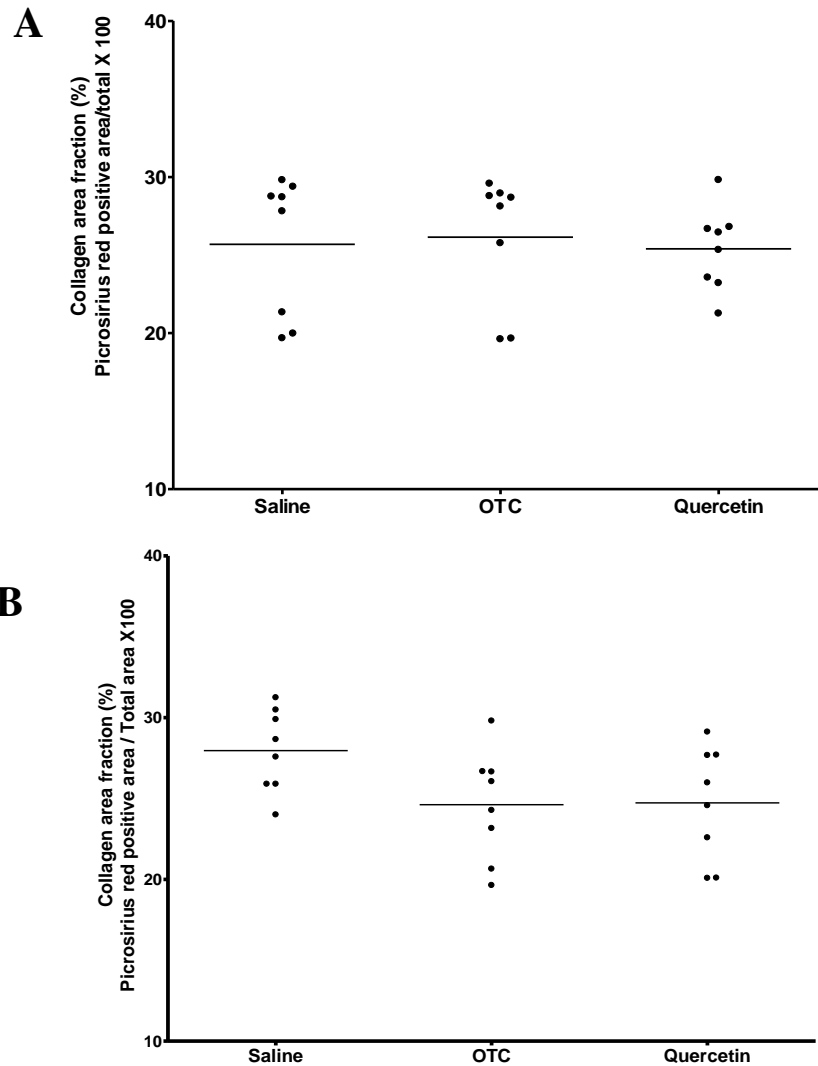 A
Collagen area fraction (%)
Picrosirius red positive area/total X 100
40
30
20
10
Saline OTC Quercetin
B
Collagen area fraction (%)
Picrosirius red positive area / Total area X100
40
30
20
10
Saline OTC Quercetin